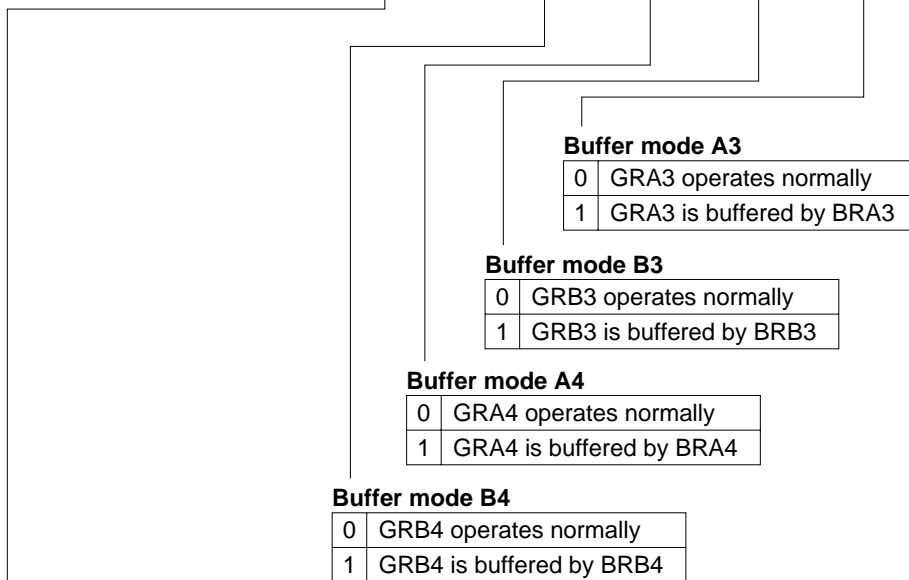 Buffer mode A3
0 GRA3 operates normally
1 GRA3 is buffered by BRA3
Buffer mode B3
0 GRB3 operates normally
1 GRB3 is buffered by BRB3
Buffer mode A4
0 GRA4 operates normally
1 GRA4 is buffered by BRA4
Buffer mode B4
0 GRB4 operates normally
1 GRB4 is buffered by BRB4